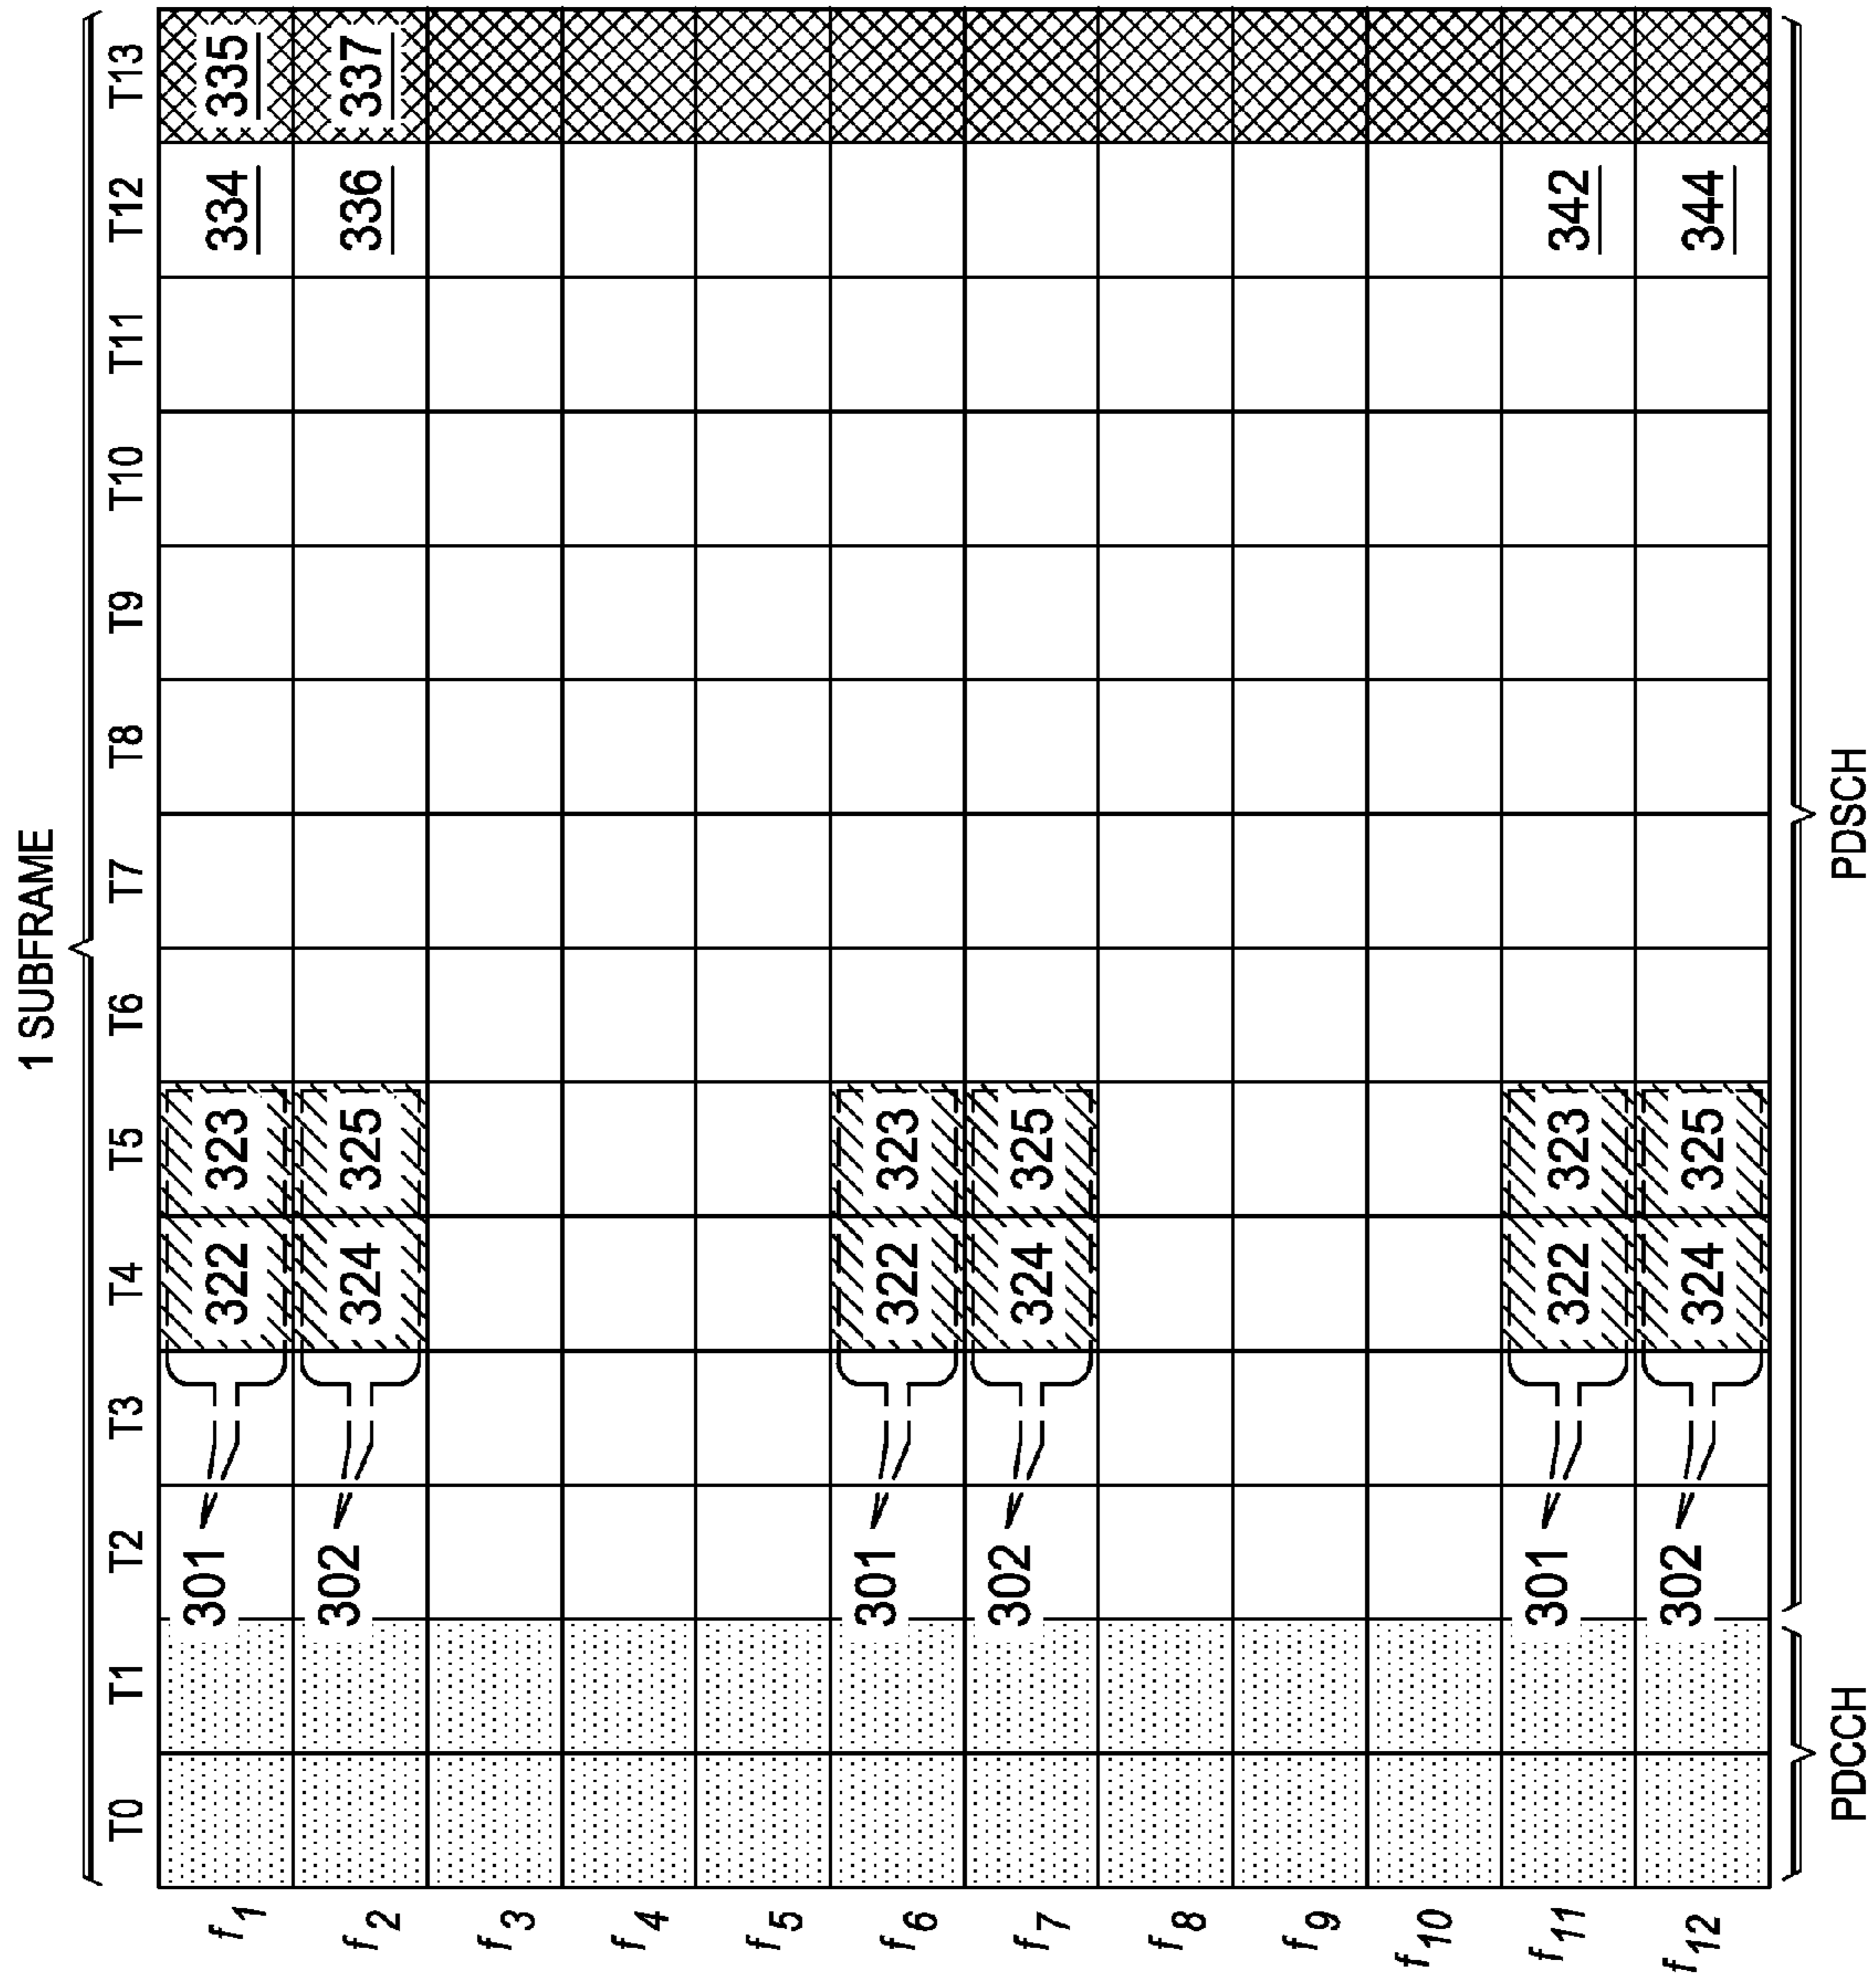 1 SUBFRAME
T0 T1 T2 T3 T4 T5 T6 T7 T8 T9 T10 T11 T12 T13
f1 301 322 323 334 335
f2 302 324 325 336 337
f3
f4
f5
f6 301 322 323
f7 302 324 325
f8
f9
f10
f11 301 322 323 342
f12 302 324 325 344
PDCCH PDSCH